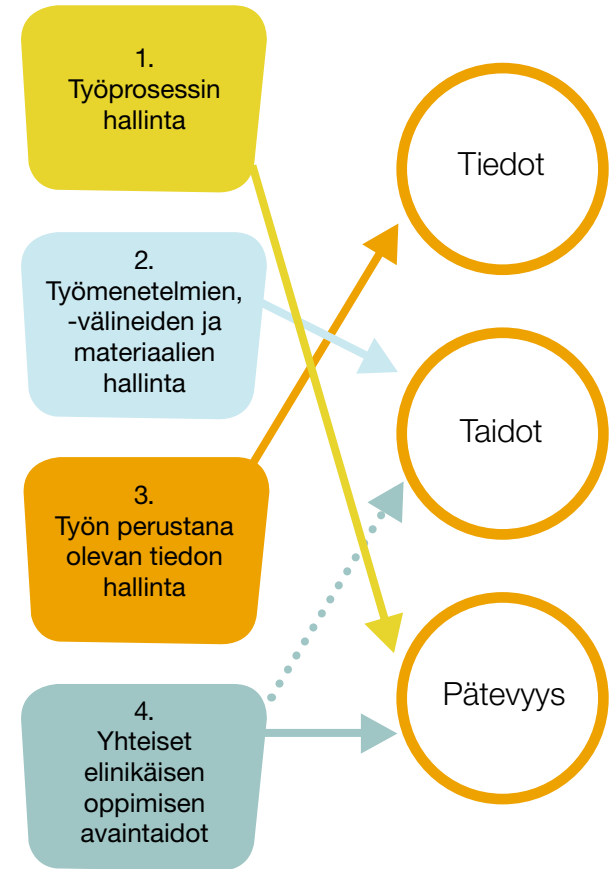 1.
Työprosessin
hallinta
2.
Työmenetelmien,
-välineiden ja
materiaalien
hallinta
3.
Työn perustana
olevan tiedon
hallinta
4.
Yhteiset
elinikäisen
oppimisen
avaintaidot
Tiedot
Taidot
Pätevyys